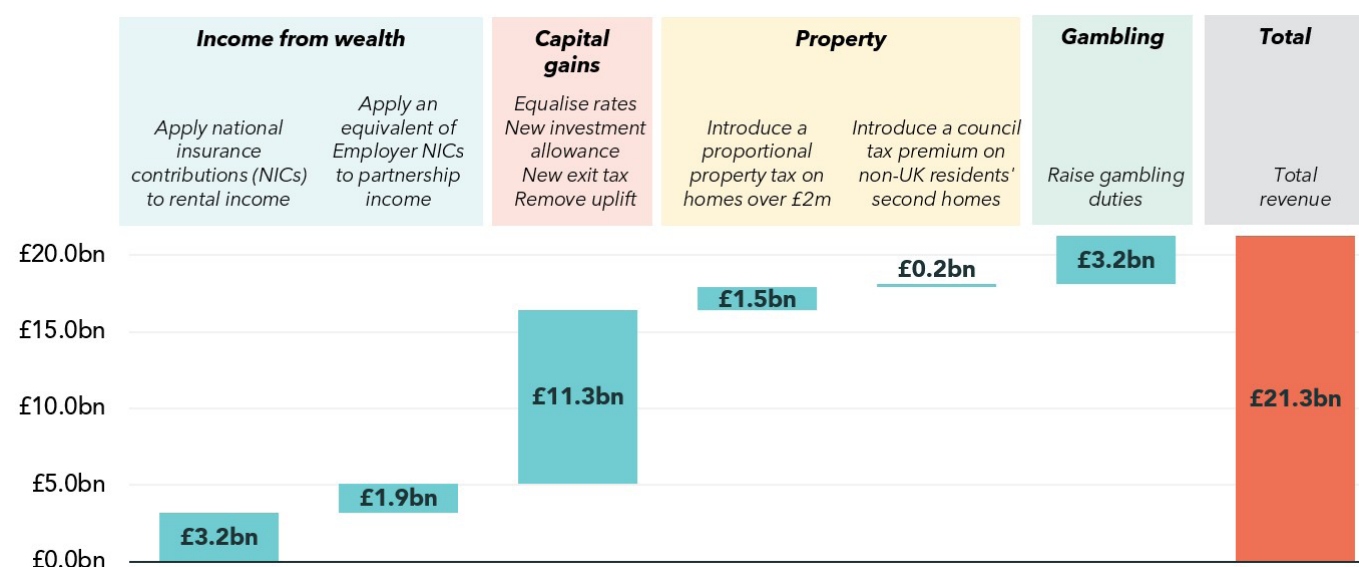 Income from wealth
Apply national
insurance
contributions (NICs)
to rental income
Apply an
equivalent of
Employer NICs
to partnership
income
Capital
gains
Equalise rates
New investment
allowance
New exit tax
Remove uplift
Property
Introduce a
proportional
property tax on
homes over £2m
Introduce a council
tax premium on
non-UK residents'
second homes
Gambling
Raise gambling
duties
Total
Total
revenue
£20.0bn
£15.0bn
£10.0bn
£5.0bn
£0.0bn
£3.2bn
£1.9bn
£11.3bn
£1.5bn
£0.2bn
£3.2bn
£21.3bn